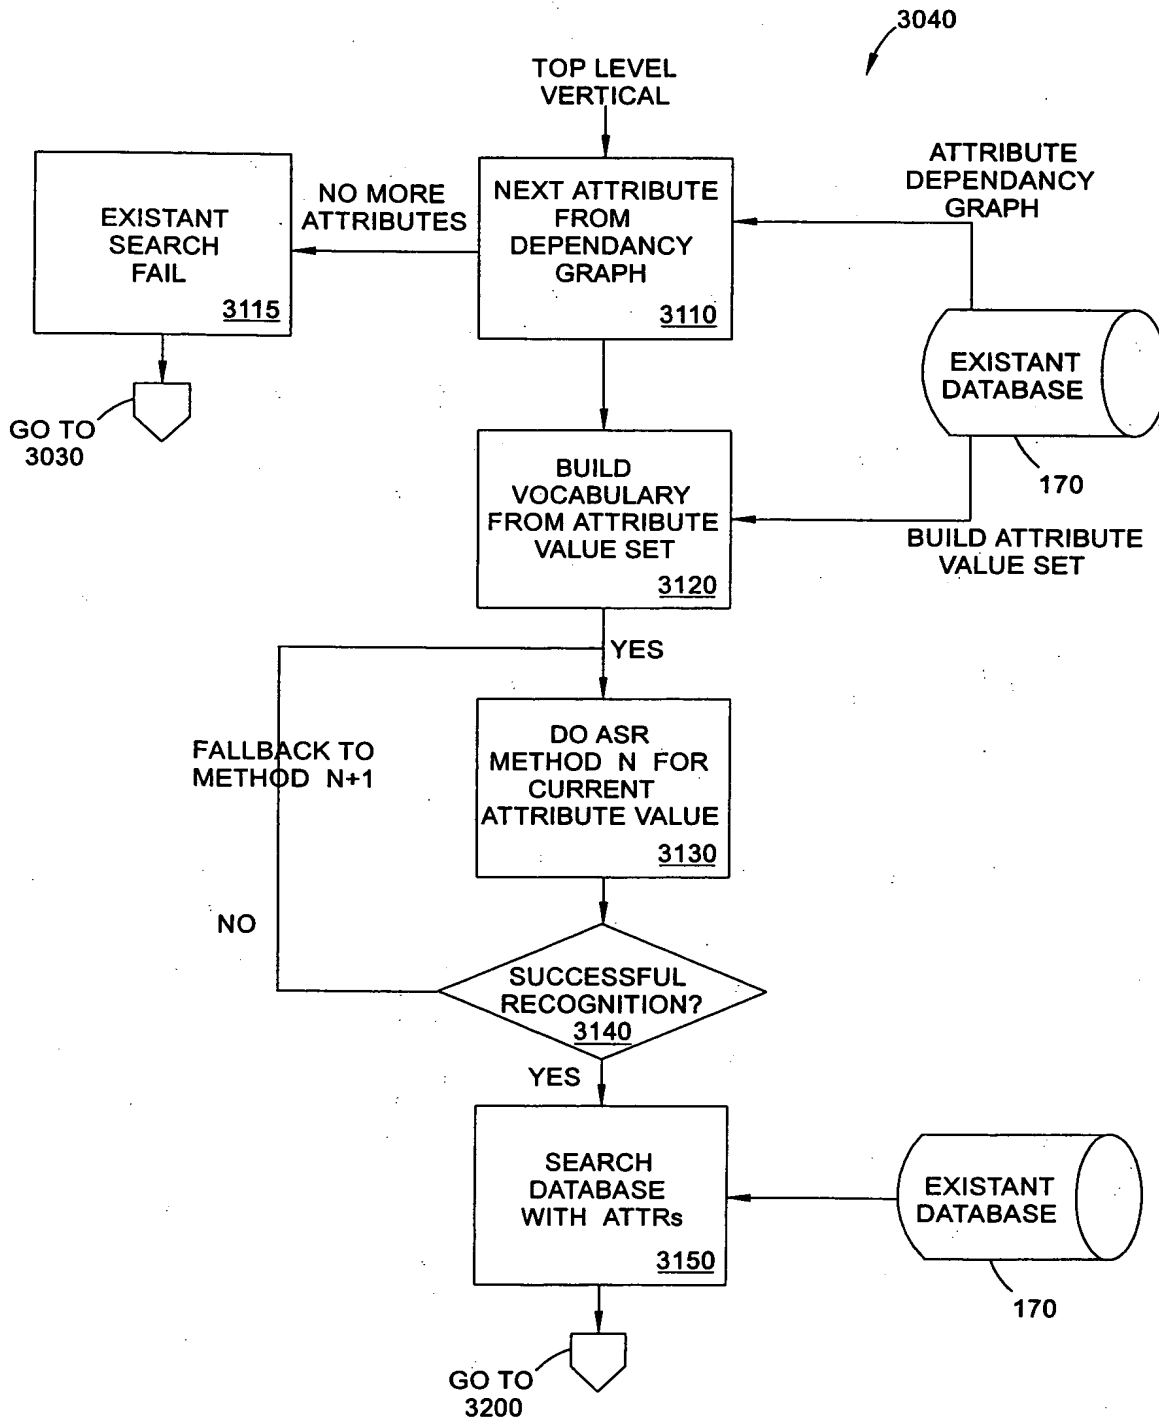 3040
TOP LEVEL
VERTICAL
ATTRIBUTE
DEPENDANCY
GRAPH
NO MORE
ATTRIBUTES
EXISTANT
SEARCH
FAIL
3115
NEXT ATTRIBUTE
FROM
DEPENDANCY
GRAPH
3110
EXISTANT
DATABASE
170
GO TO
3030
BUILD
VOCABULARY
FROM ATTRIBUTE
VALUE SET
3120
BUILD ATTRIBUTE
VALUE SET
YES
FALLBACK TO
METHOD N+1
DO ASR
METHOD N FOR
CURRENT
ATTRIBUTE VALUE
3130
NO
SUCCESSFUL
RECOGNITION?
3140
YES
SEARCH
DATABASE
WITH ATTRs
3150
EXISTANT
DATABASE
170
GO TO
3200